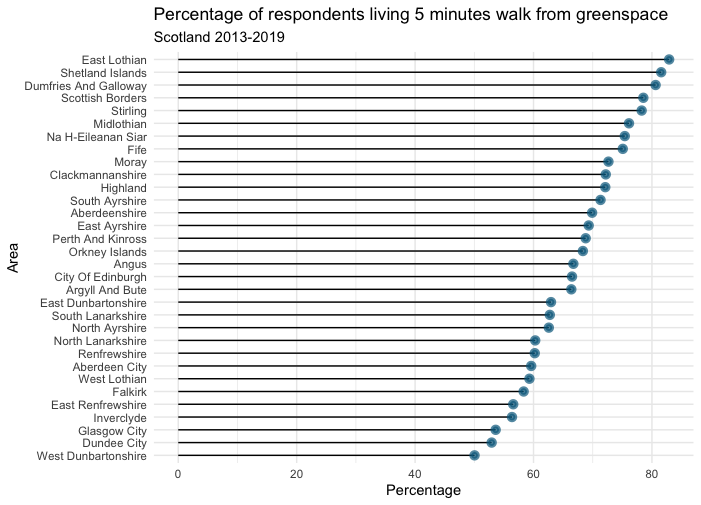 Percentage of respondents living 5 minutes walk from greenspace
Scotland 2013-2019
Area
East Lothian
Shetland Islands
Dumfries And Galloway
Scottish Borders
Stirling
Midlothian
Na H-Eileanan Siar
Fife
Moray
Clackmannanshire
Highland
South Ayrshire
Aberdeenshire
East Ayrshire
Perth And Kinross
Orkney Islands
Angus
City Of Edinburgh
Argyll And Bute
East Dunbartonshire
South Lanarkshire
North Ayrshire
North Lanarkshire
Renfrewshire
Aberdeen City
West Lothian
Falkirk
East Renfrewshire
Inverclyde
Glasgow City
Dundee City
West Dunbartonshire
0 20 40 60 80
Percentage